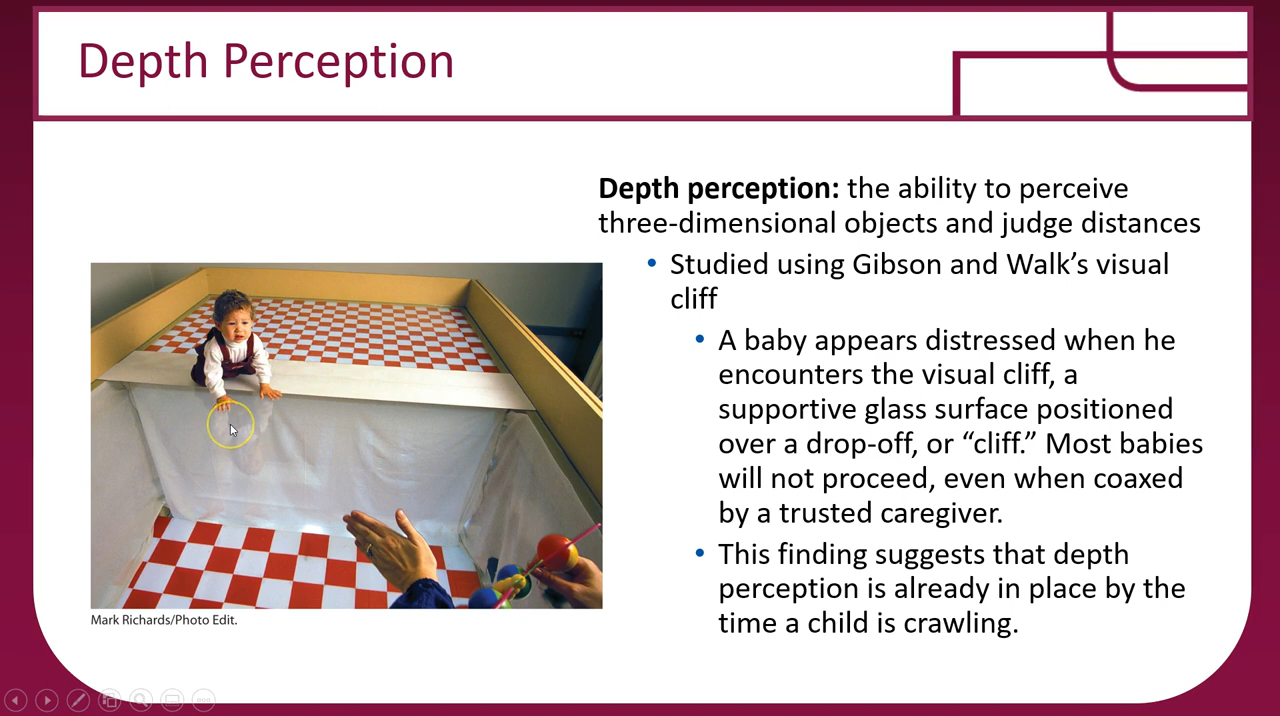 Depth Perception
Depth perception: the ability to perceive
three-dimensional objects and judge distances
• Studied using Gibson and Walk’s visual
cliff
• A baby appears distressed when he
encounters the visual cliff, a
supportive glass surface positioned
over a drop-off, or “cliff.” Most babies
will not proceed, even when coaxed
by a trusted caregiver.
• This finding suggests that depth
perception is already in place by the
time a child is crawling.
Mark Richards/Photo Edit.